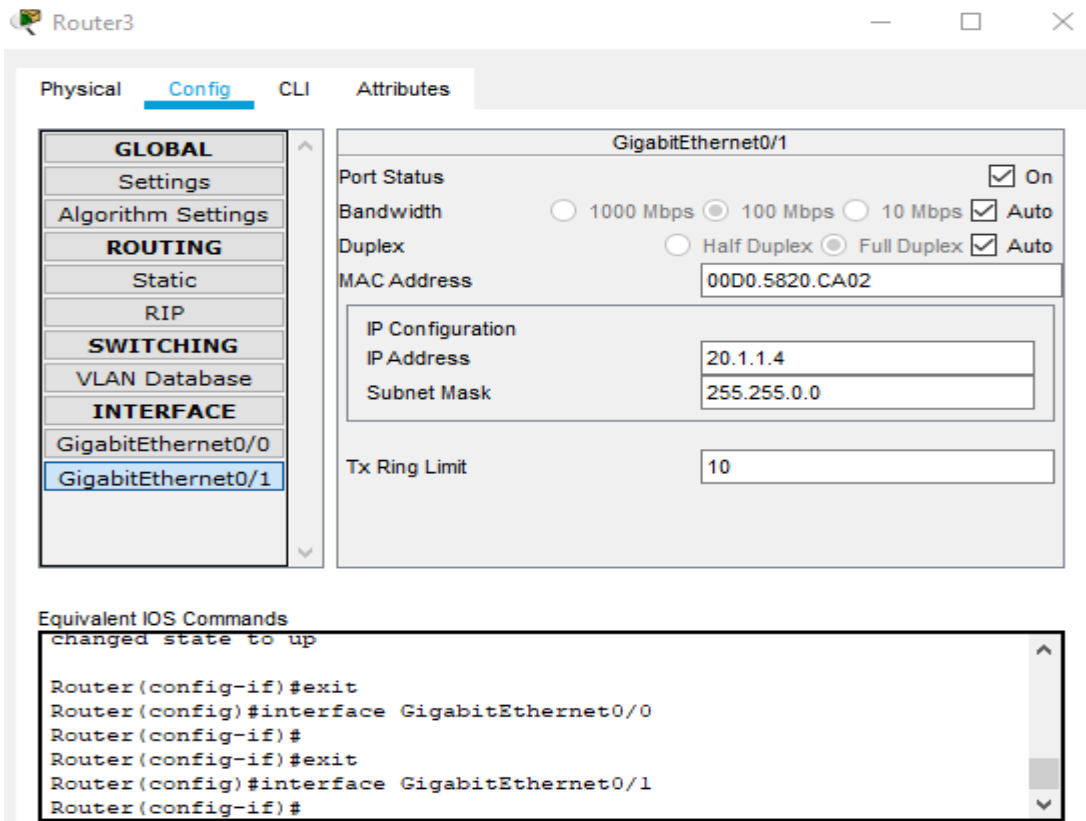 Router3
Physical Config CLI Attributes
GLOBAL
Settings
Algorithm Settings
ROUTING
Static
RIP
SWITCHING
VLAN Database
INTERFACE
GigabitEthernet0/0
GigabitEthernet0/1
GigabitEthernet0/1
Port Status On
Bandwidth 1000 Mbps 100 Mbps 10 Mbps Auto
Duplex Half Duplex Full Duplex Auto
MAC Address 00D0.5820.CA02
IP Configuration
IP Address 20.1.1.4
Subnet Mask 255.255.0.0
Tx Ring Limit 10
Equivalent IOS Commands
changed state to up
Router(config-if)#exit
Router(config)#interface GigabitEthernet0/0
Router(config-if)#
Router(config-if)#exit
Router(config)#interface GigabitEthernet0/1
Router(config-if)#